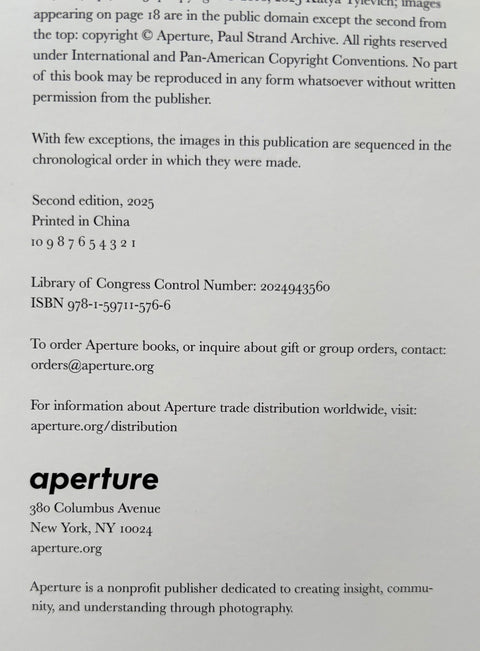 Tylevich; images
appearing on page 18 are in the public domain except the second from
the top: copyright © Aperture, Paul Strand Archive. All rights reserved
under International and Pan-American Copyright Conventions. No part
of this book may be reproduced in any form whatsoever without written
permission from the publisher.
With few exceptions, the images in this publication are sequenced in the
chronological order in which they were made.
Second edition, 2025
Printed in China
10 9 8 7 6 5 4 3 2 1
Library of Congress Control Number: 2024943560
ISBN 978-1-59711-576-6
To order Aperture books, or inquire about gift or group orders, contact:
orders@aperture.org
For information about Aperture trade distribution worldwide, visit:
aperture.org/distribution
aperture
380 Columbus Avenue
New York, NY 10024
aperture.org
Aperture is a nonprofit publisher dedicated to creating insight, commu-
nity, and understanding through photography.